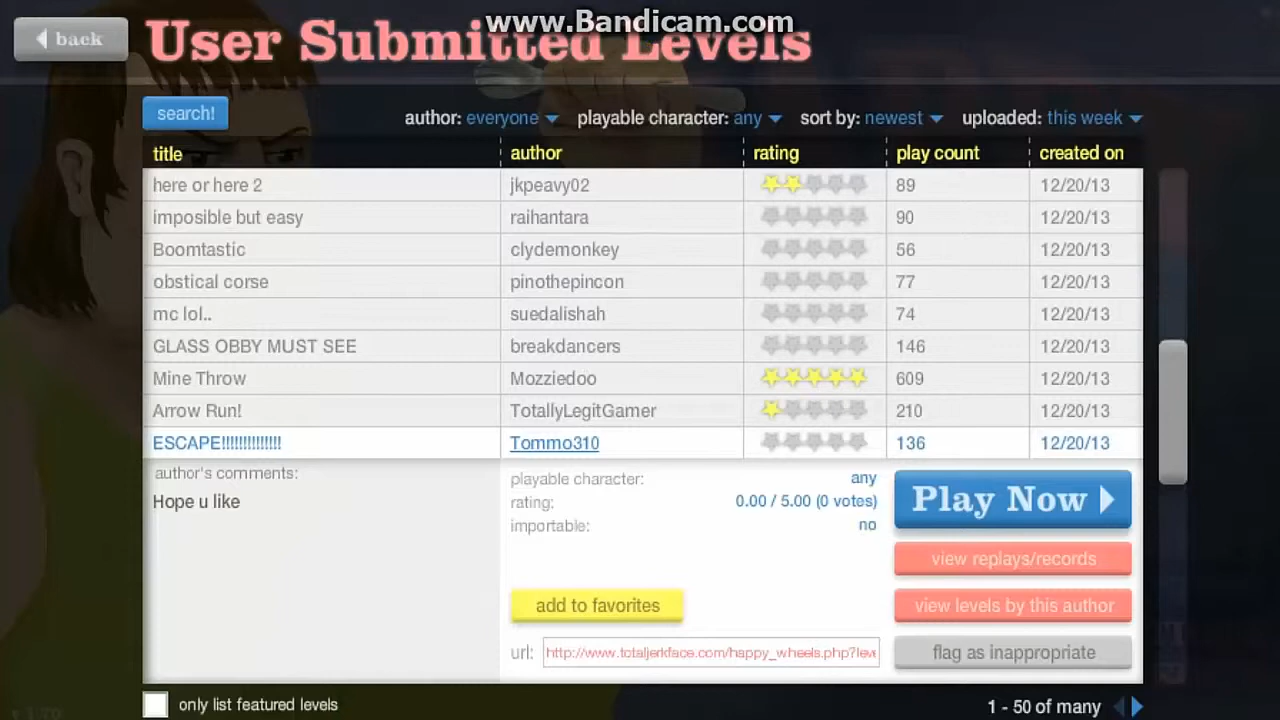 www.Bandicam.com
back
User Submitted Levels
search!
author: everyone playable character: any sort by: newest uploaded: this week
title author rating play count created on
here or here 2 jkpeavy02 89 12/20/13
imposible but easy raihantara 90 12/20/13
Boomtastic clydemonkey 56 12/20/13
obstical corse pinothepincon 77 12/20/13
mc lol.. suedalishah 74 12/20/13
GLASS OBBY MUST SEE breakdancers 146 12/20/13
Mine Throw Mozziedoo 609 12/20/13
Arrow Run! TotallyLegitGamer 210 12/20/13
ESCAPE!!!!!!!!!!!!!! Tommo310 136 12/20/13
author's comments:
Hope u like
playable character: any
rating: 0.00 / 5.00 (0 votes)
importable: no
Play Now
view replays/records
add to favorites
view levels by this author
url: http://www.totaljerkface.com/happy_wheels.php?leve
flag as inappropriate
only list featured levels
1 - 50 of many